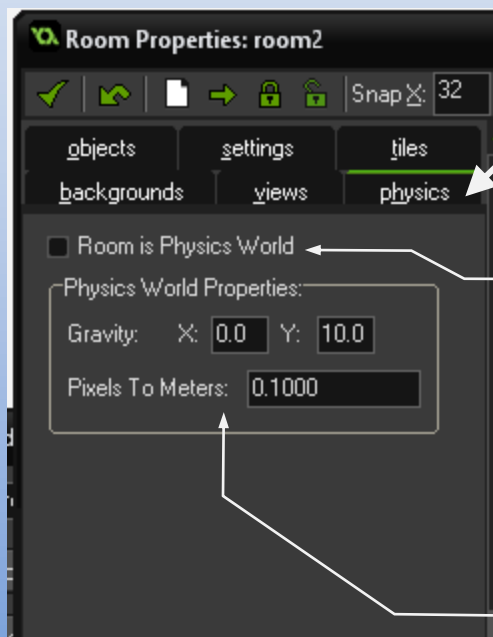 Room Properties: room2
Snap X: 32
objects settings tiles
backgrounds views physics
Room is Physics World
Physics World Properties:
Gravity: X: 0.0 Y: 10.0
Pixels To Meters: 0.1000